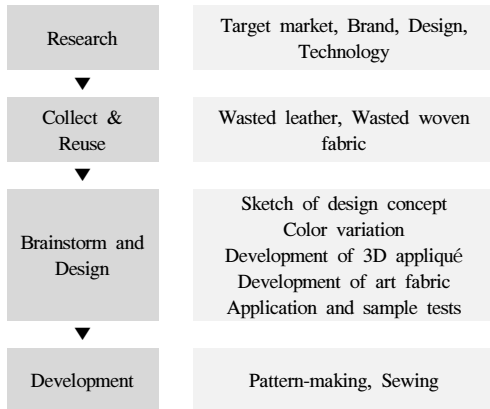 Research
Target market, Brand, Design,
Technology
Collect &
Reuse
Wasted leather, Wasted woven
fabric
Brainstorm and
Design
Sketch of design concept
Color variation
Development of 3D appliqué
Development of art fabric
Application and sample tests
Development
Pattern-making, Sewing